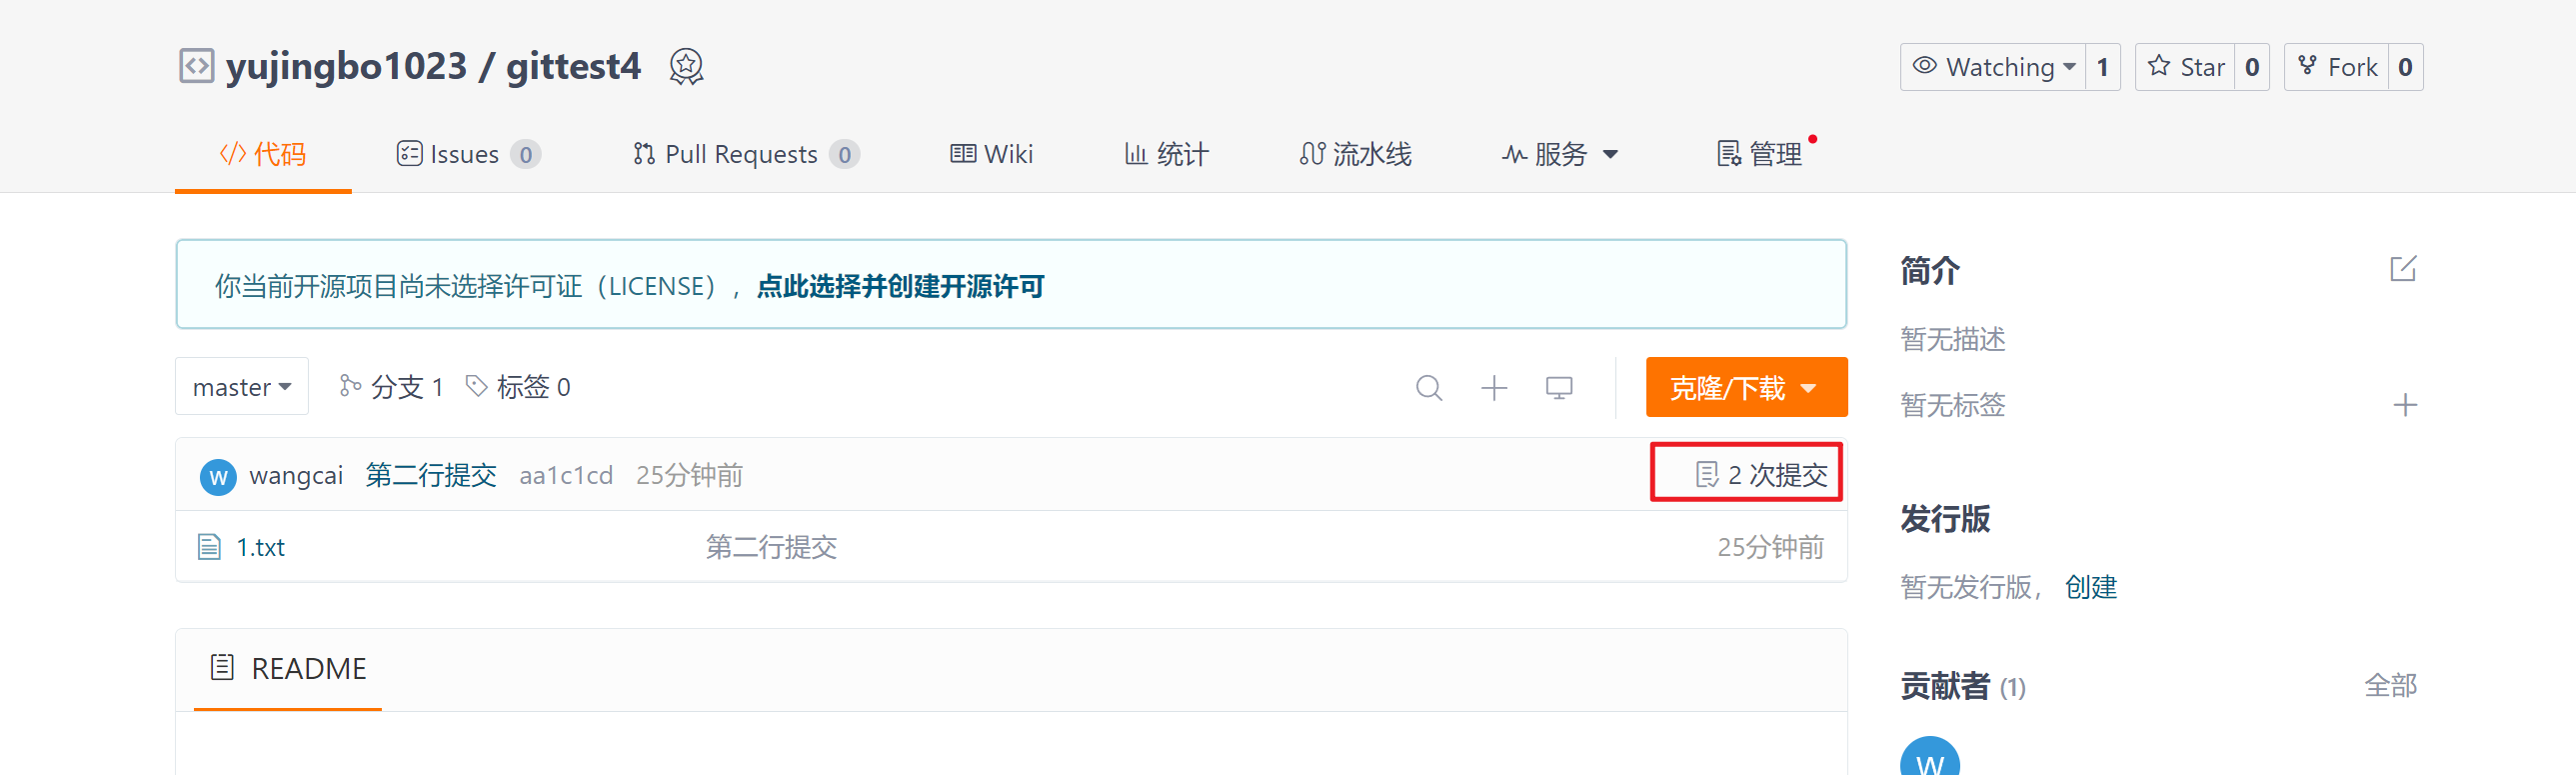 yujingbo1023 / gittest4
Watching 1 Star 0 Fork 0
代码 Issues 0 Pull Requests 0 Wiki 统计 流水线 服务 管理
你当前开源项目尚未选择许可证（LICENSE），点此选择并创建开源许可
master 分支 1 标签 0 克隆/下载
W wangcai 第二行提交 aa1c1cd 25分钟前 2 次提交
1.txt 第二行提交 25分钟前
README
简介
暂无描述
暂无标签
发行版
暂无发行版，创建
贡献者 (1) 全部
W